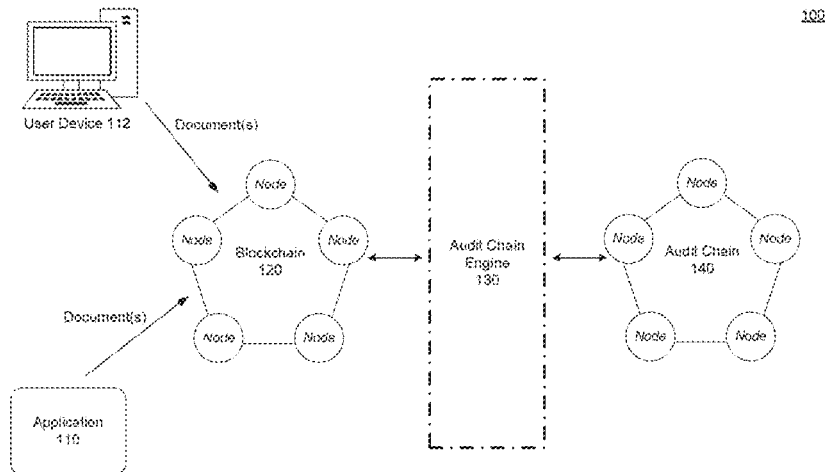 100
User Device 112
Document(s)
Node
Node
Blockchain
120
Node
Node
Node
Audit Chain
Engine
130
Node
Node
Audit Chain
140
Node
Node
Node
Document(s)
Application
110